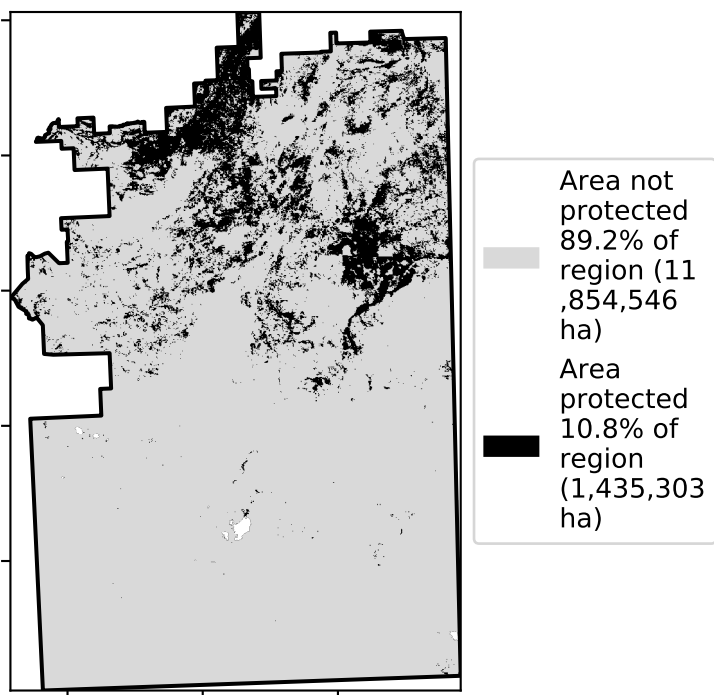 Area not
protected
89.2% of
region (11
,854,546
ha)
Area
protected
10.8% of
region
(1,435,303
ha)